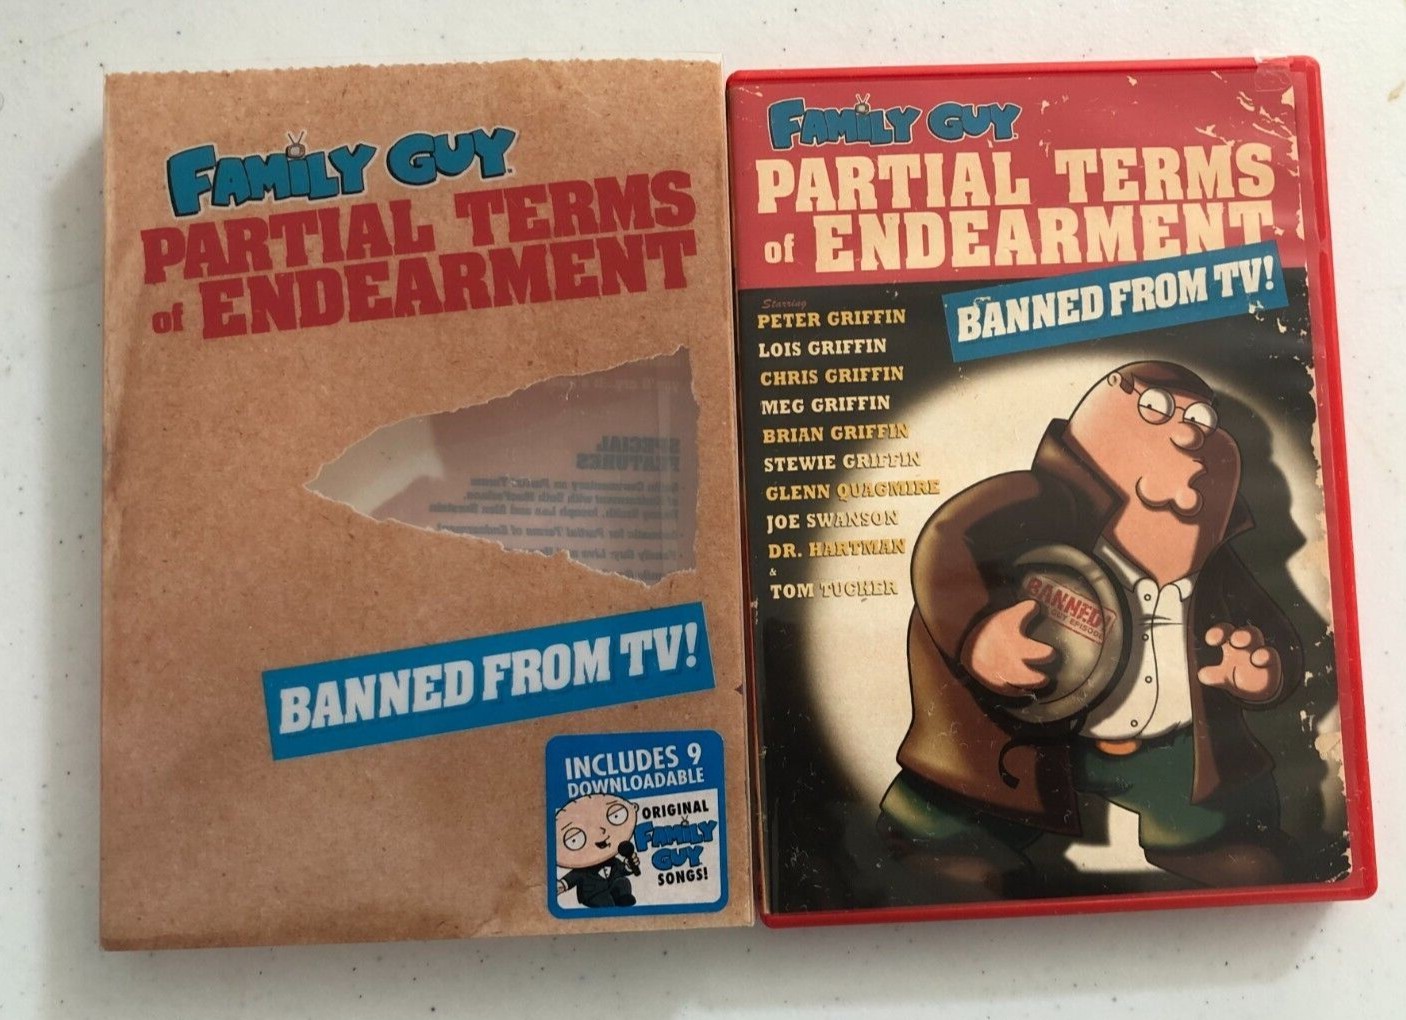 FAMILY GUY
PARTIAL TERMS
of ENDEARMENT
SPECIAL
FEATURES
BANNED FROM TV!
INCLUDES 9
DOWNLOADABLE
ORIGINAL
FAMILY
GUY
SONGS!
FAMILY GUY
PARTIAL TERMS
of ENDEARMENT
BANNED FROM TV!
Starring
PETER GRIFFIN
LOIS GRIFFIN
CHRIS GRIFFIN
MEG GRIFFIN
BRIAN GRIFFIN
STEWIE GRIFFIN
GLENN QUAGMIRE
JOE SWANSON
DR. HARTMAN
&
TOM TUCKER
BANNED!
GUY EPISODE